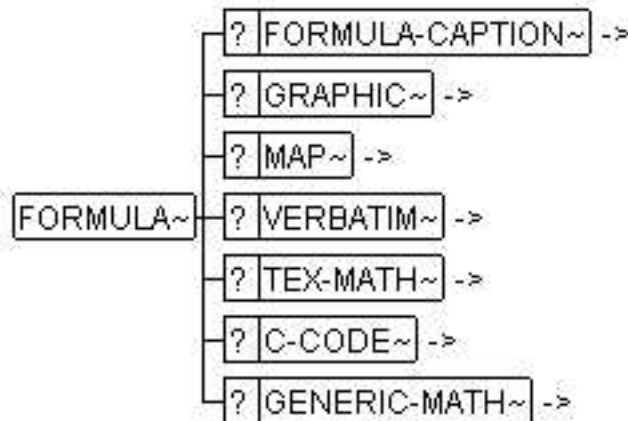 ? FORMULA-CAPTION~ ->
? GRAPHIC~ ->
? MAP~ ->
FORMULA~ ? VERBATIM~ ->
? TEX-MATH~ ->
? C-CODE~ ->
? GENERIC-MATH~ ->